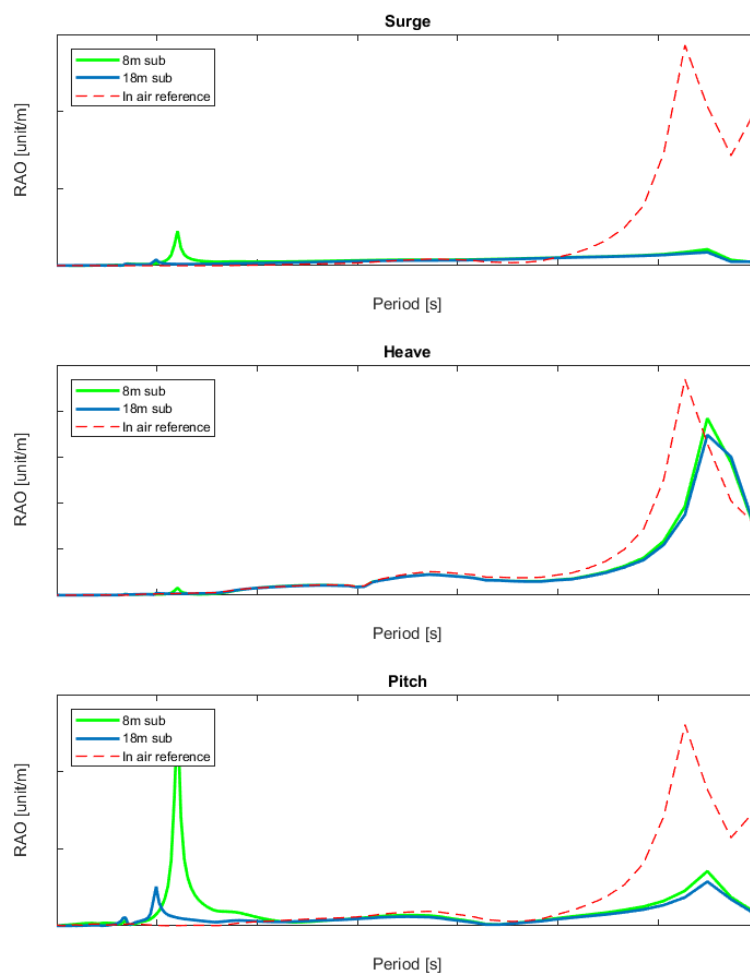 Surge
8m sub
18m sub
In air reference
RAO [unit/m]
Period [s]
Heave
8m sub
18m sub
In air reference
RAO [unit/m]
Period [s]
Pitch
8m sub
18m sub
In air reference
RAO [unit/m]
Period [s]